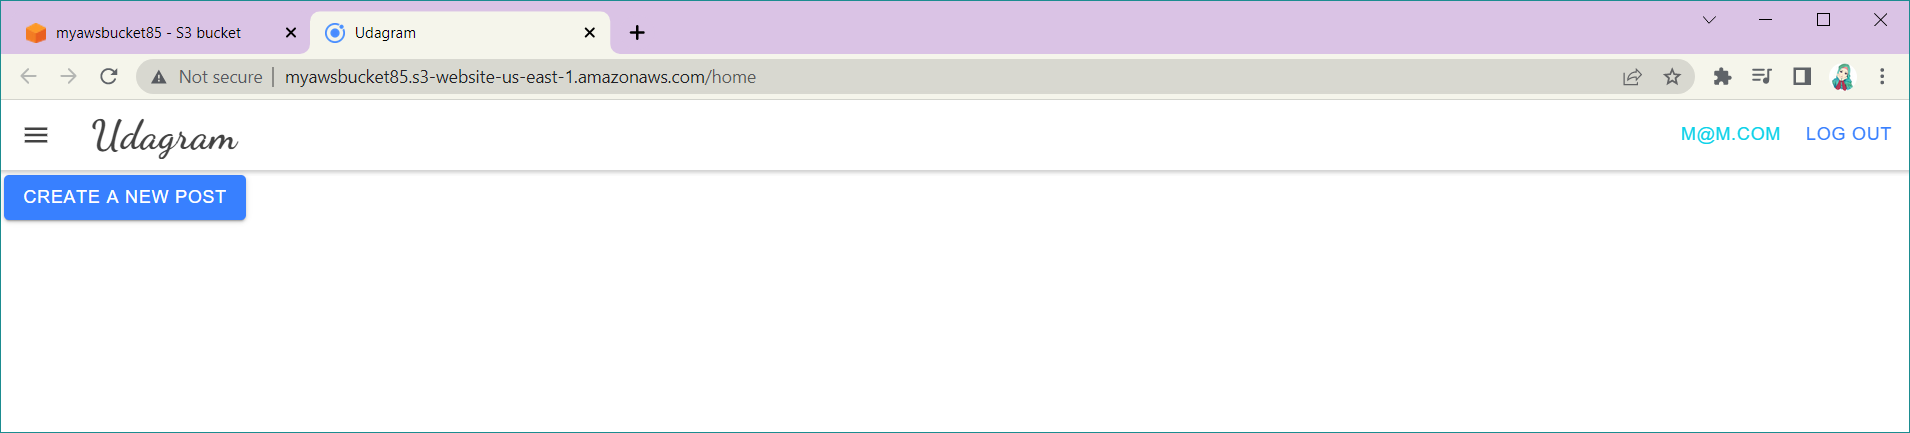 myawsbucket85 - S3 bucket
Udagram
Not secure
myawsbucket85.s3-website-us-east-1.amazonaws.com/home
Udagram
M@M.COM
LOG OUT
CREATE A NEW POST